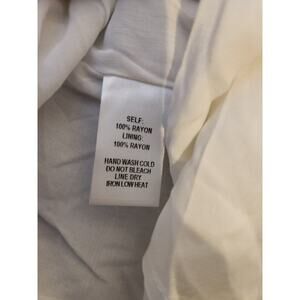 SELF:
100% RAYON
LINING:
100% RAYON
HAND WASH COLD
DO NOT BLEACH
LINE DRY
IRON LOW HEAT